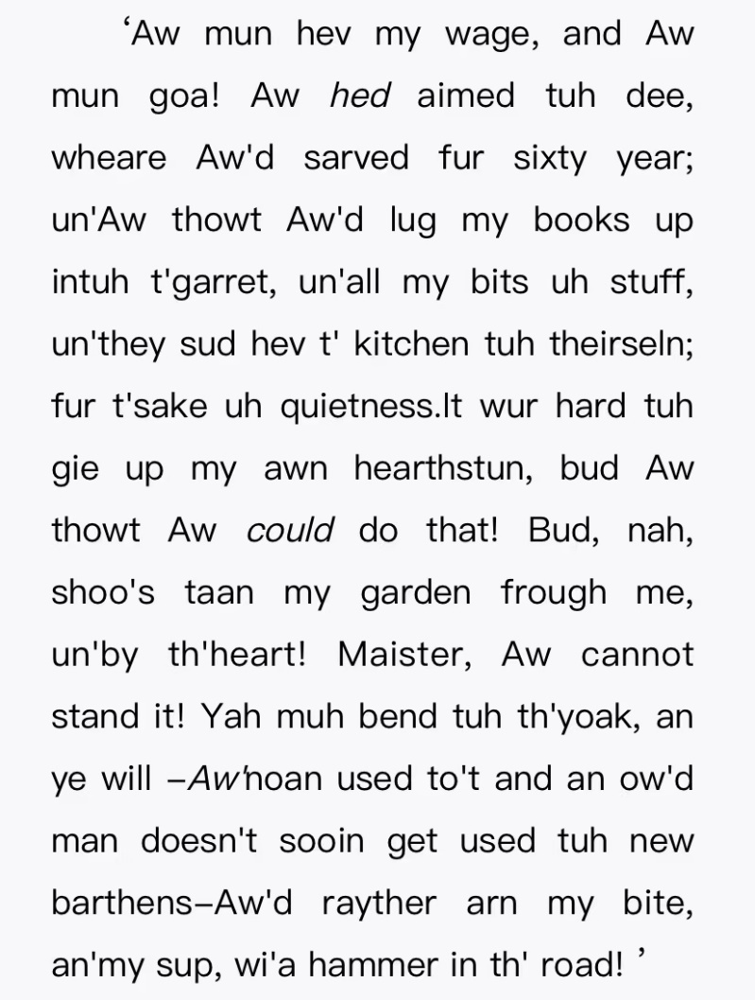 ‘Aw mun hev my wage, and Aw
mun goa! Aw hed aimed tuh dee,
wheare Aw'd sarved fur sixty year;
un'Aw thowt Aw'd lug my books up
intuh t'garret, un'all my bits uh stuff,
un'they sud hev t' kitchen tuh theirseln;
fur t'sake uh quietness.lt wur hard tuh
gie up my awn hearthstun, bud Aw
thowt Aw could do that! Bud, nah,
shoo's taan my garden frough me,
un'by th'heart! Maister, Aw cannot
stand it! Yah muh bend tuh th'yoak, an
ye will –Aw'noan used to't and an ow'd
man doesn't sooin get used tuh new
barthens–Aw'd rayther arn my bite,
an'my sup, wi'a hammer in th' road! ’